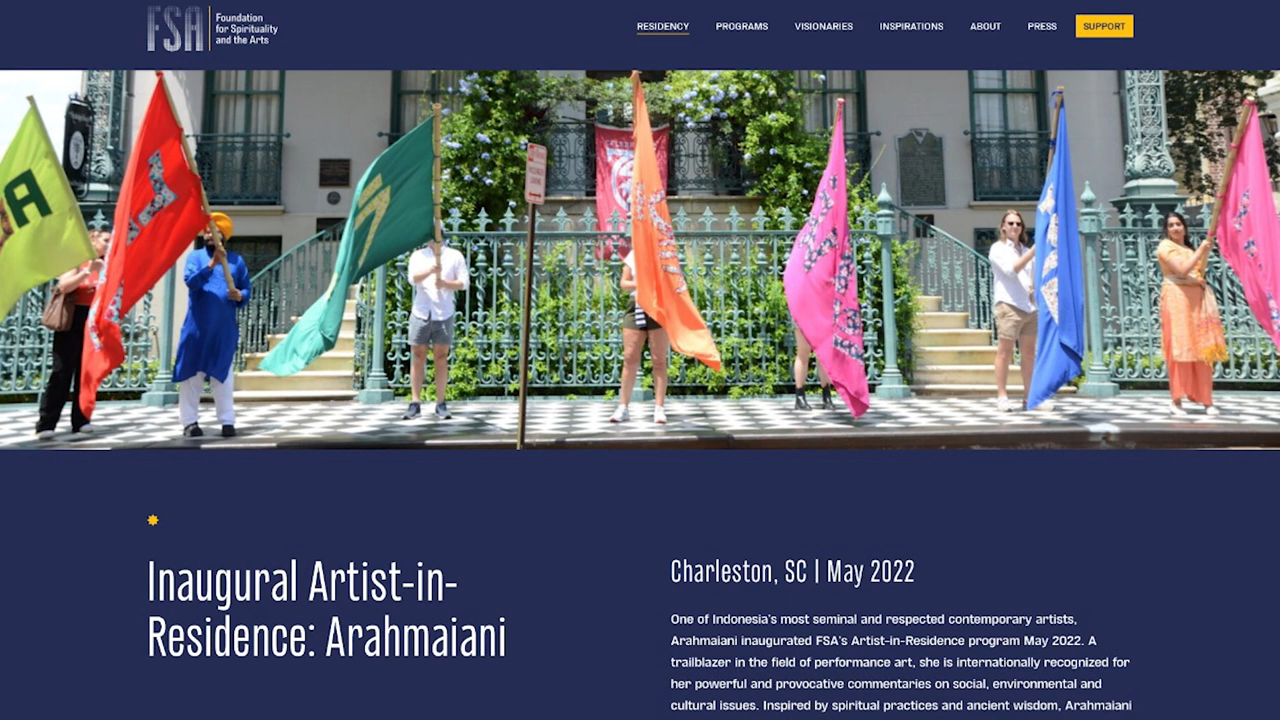 FSA
Foundation
for Spirituality
and the Arts
RESIDENCY PROGRAMS VISIONARIES INSPIRATIONS ABOUT PRESS SUPPORT
A
Inaugural Artist-in-
Residence: Arahmaiani
Charleston, SC | May 2022
One of Indonesia's most seminal and respected contemporary artists,
Arahmaiani inaugurated FSA's Artist-in-Residence program May 2022. A
trailblazer in the field of performance art, she is internationally recognized for
her powerful and provocative commentaries on social, environmental and
cultural issues. Inspired by spiritual practices and ancient wisdom, Arahmaiani